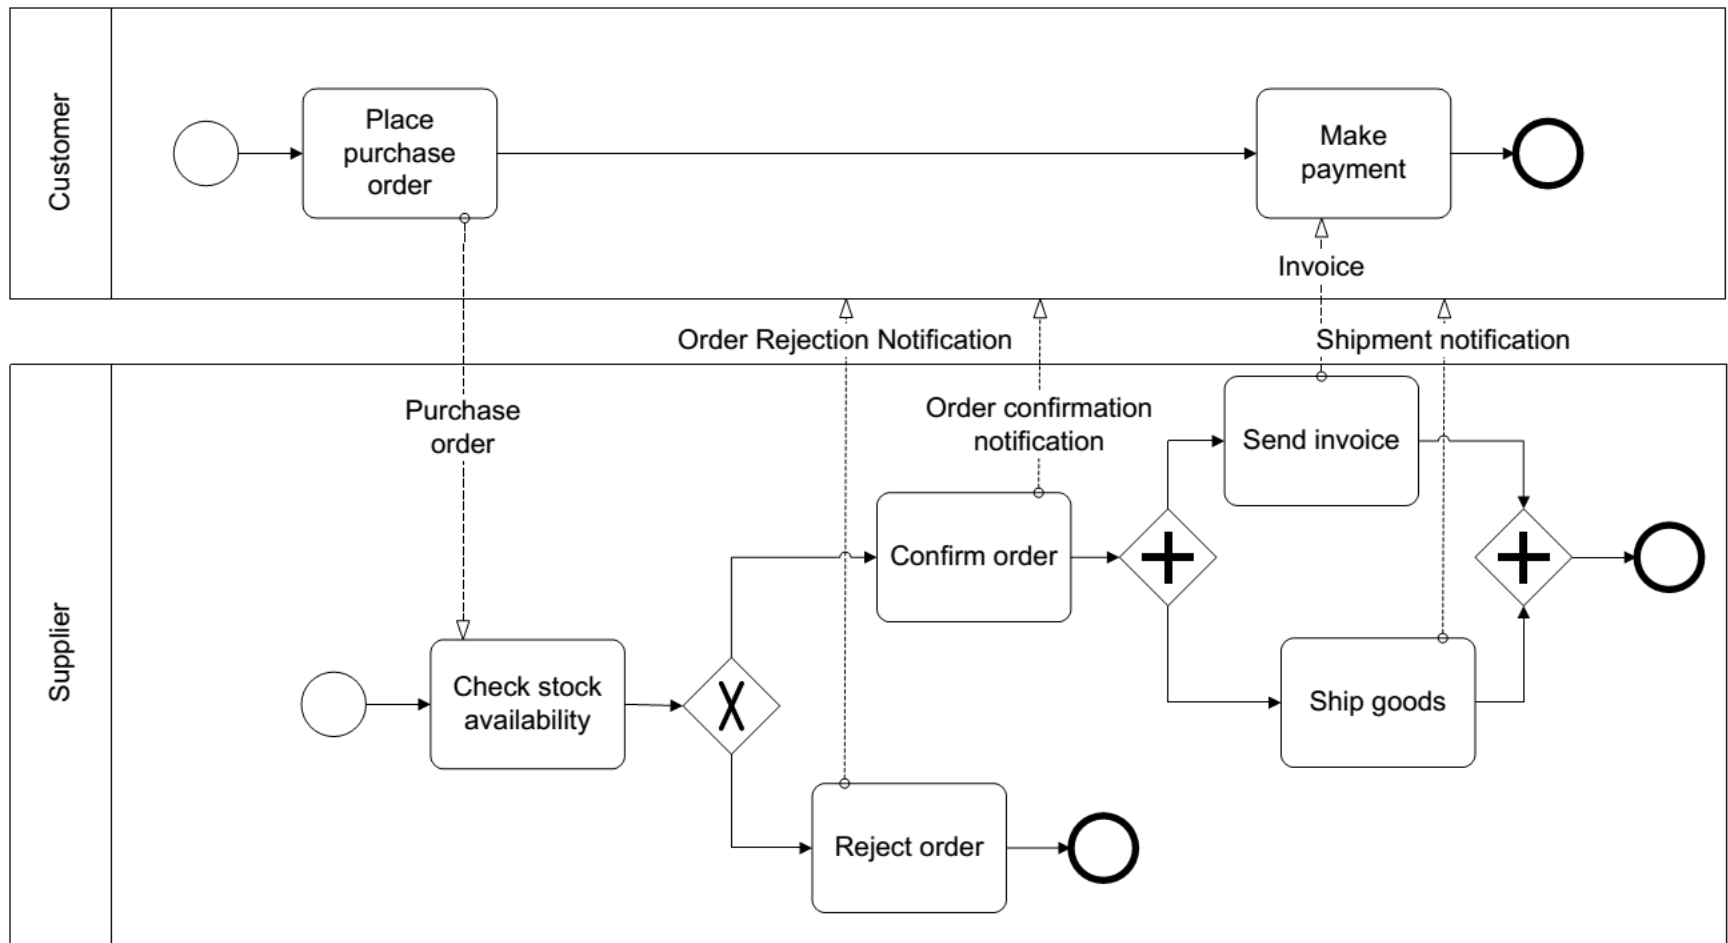 Customer
Place
purchase
order
Make
payment
Invoice
Order Rejection Notification
Shipment notification
Supplier
Purchase
order
Order confirmation
notification
Send invoice
Confirm order
Check stock
availability
X
Ship goods
Reject order